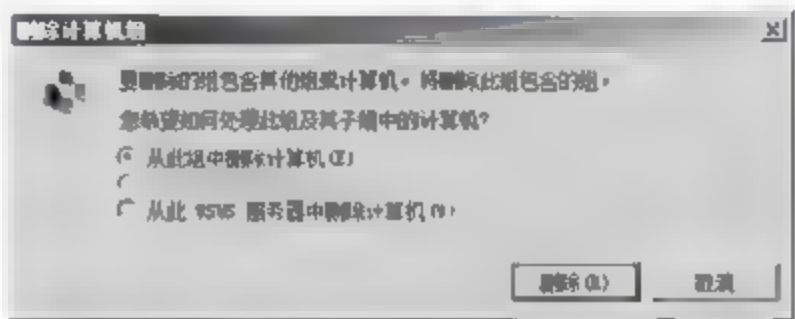 删除计算机组
要删除的组包含其他组或计算机。将删除此组包含的组。
您希望如何处理此组及其子组中的计算机?
从此组中删除计算机
从此 WSUS 服务器中删除计算机
删除
取消